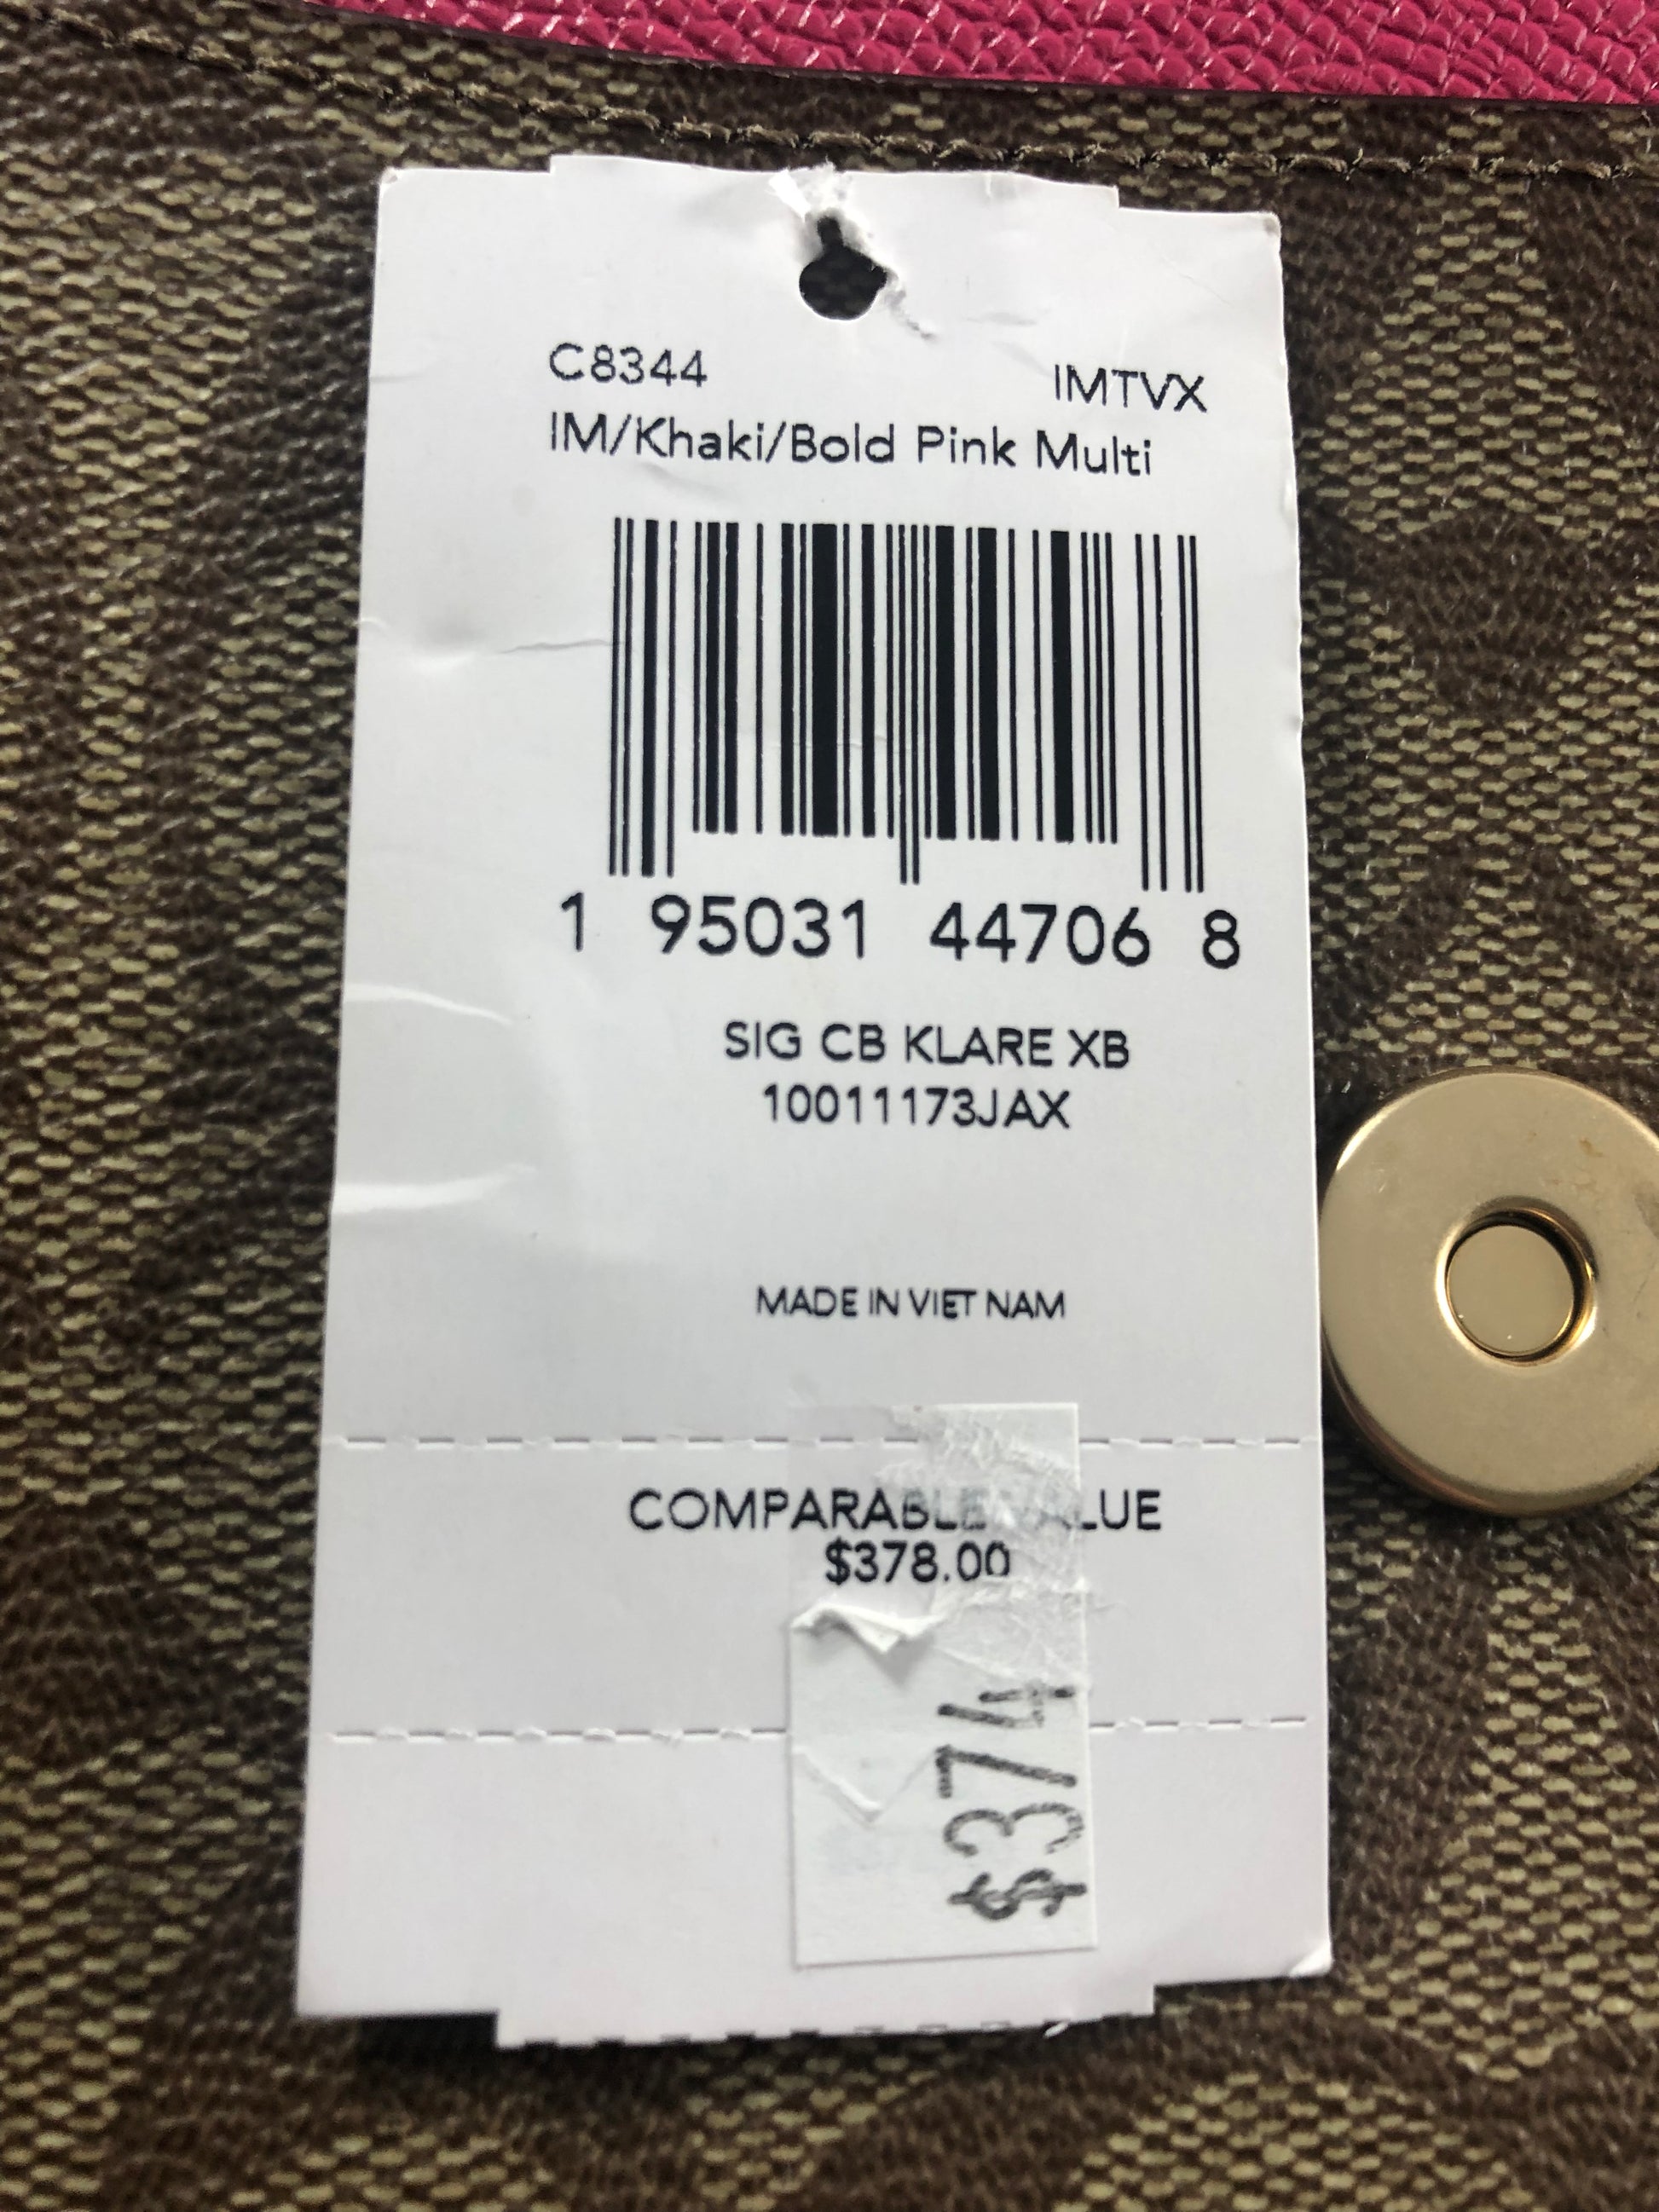 C8344 IMTVX
IM/Khaki/Bold Pink Multi
1 95031 44706 8
SIG CB KLARE XB
10011173JAX
MADE IN VIET NAM
COMPARABLE VALUE
$378.00
$374